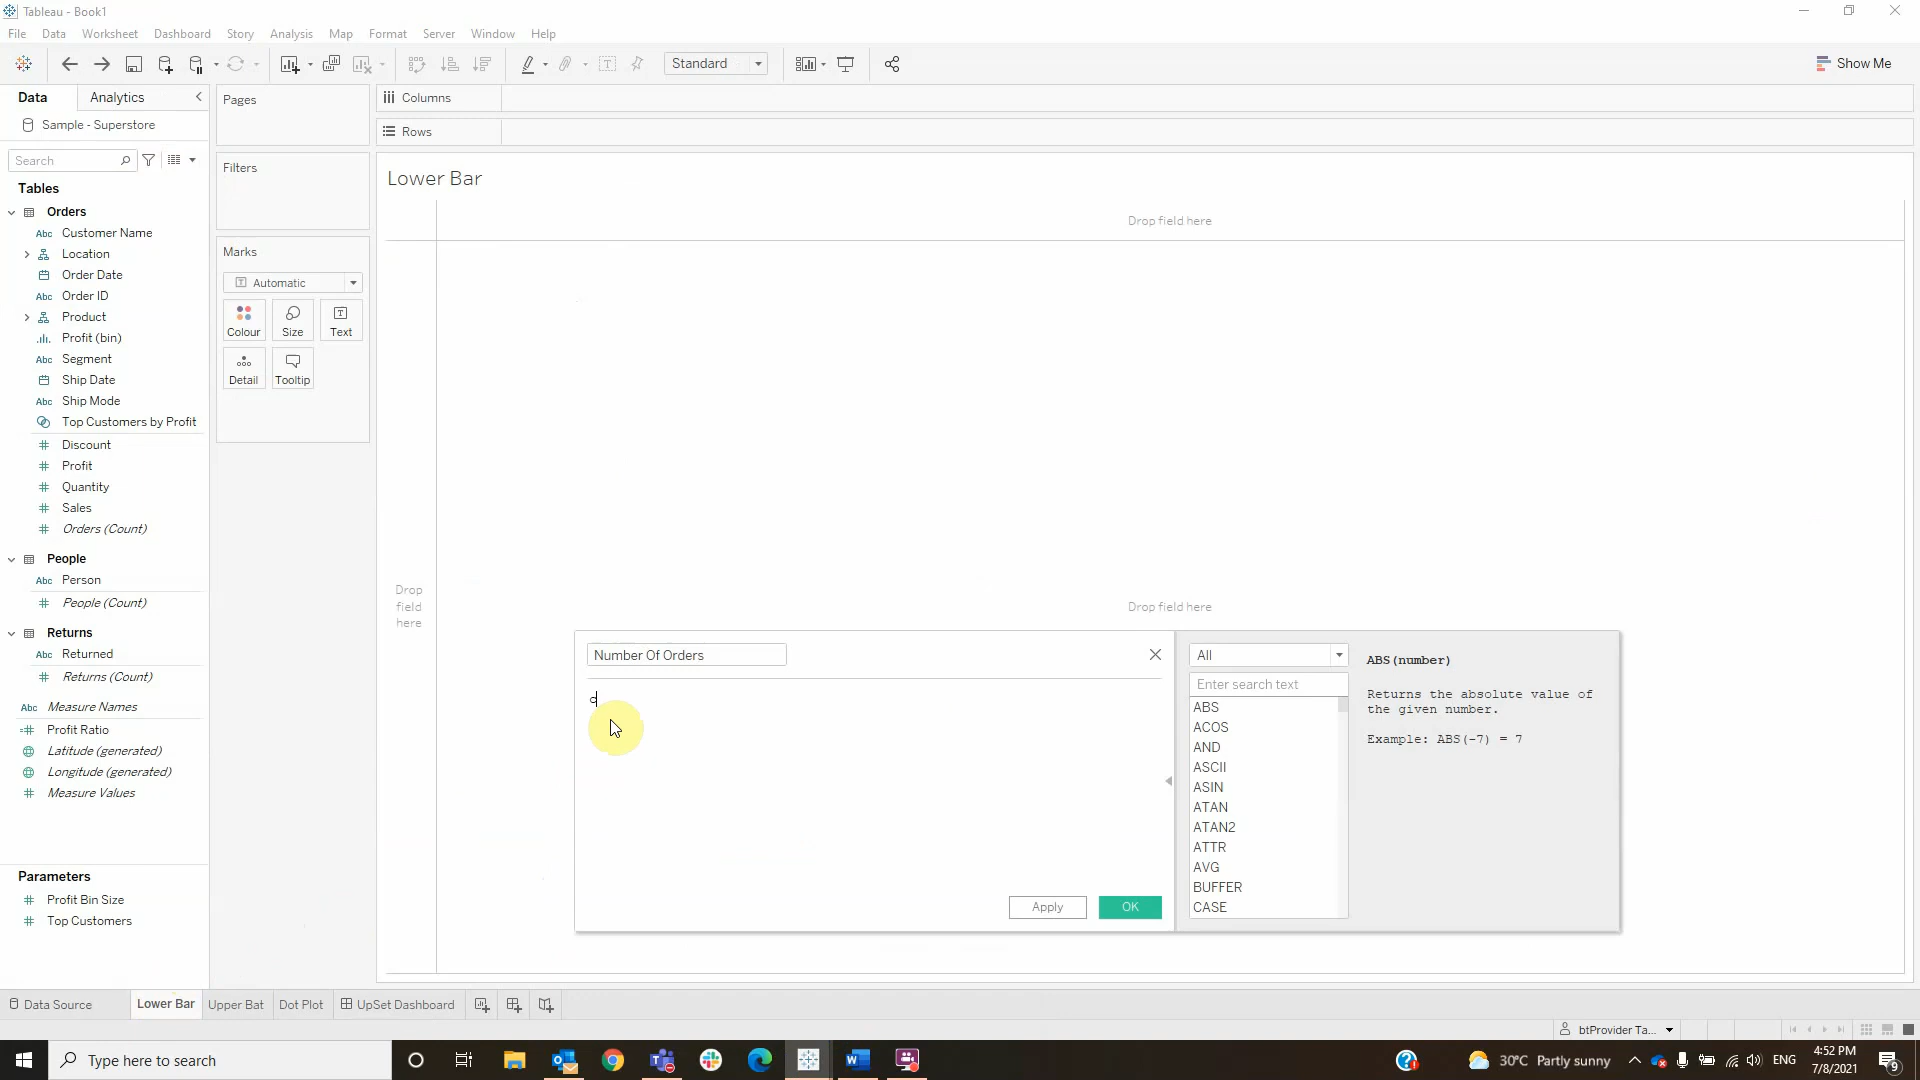 Tableau - Book1
File Data Worksheet Dashboard Story Analysis Map Format Server Window Help
Standard
Show Me
Data Analytics
Pages
Columns
Sample - Superstore
Rows
Search
Filters
Tables
Lower Bar
Orders
Customer Name
Drop field here
Abc
Location
Marks
Order Date
Automatic
Abc
Order ID
Product
Colour Size Text
Profit (bin)
Abc
Segment
Detail Tooltip
Ship Date
Abc
Ship Mode
Top Customers by Profit
Discount
Profit
Quantity
Sales
Orders (Count)
People
Abc
Person
People (Count)
Drop
field
here
Drop field here
Returns
Abc
Returned
Returns (Count)
Abc
Measure Names
Profit Ratio
Latitude (generated)
Longitude (generated)
Measure Values
Number Of Orders
c
Apply
OK
All
Enter search text
ABS
ACOS
AND
ASCII
ASIN
ATAN
ATAN2
ATTR
AVG
BUFFER
CASE
ABS(number)
Returns the absolute value of
the given number.
Example: ABS(-7) = 7
Parameters
Profit Bin Size
Top Customers
Data Source Lower Bar Upper Bat Dot Plot UpSet Dashboard
btProvider Ta...
Type here to search
30°C Partly sunny
ENG
4:52 PM
7/8/2021
9